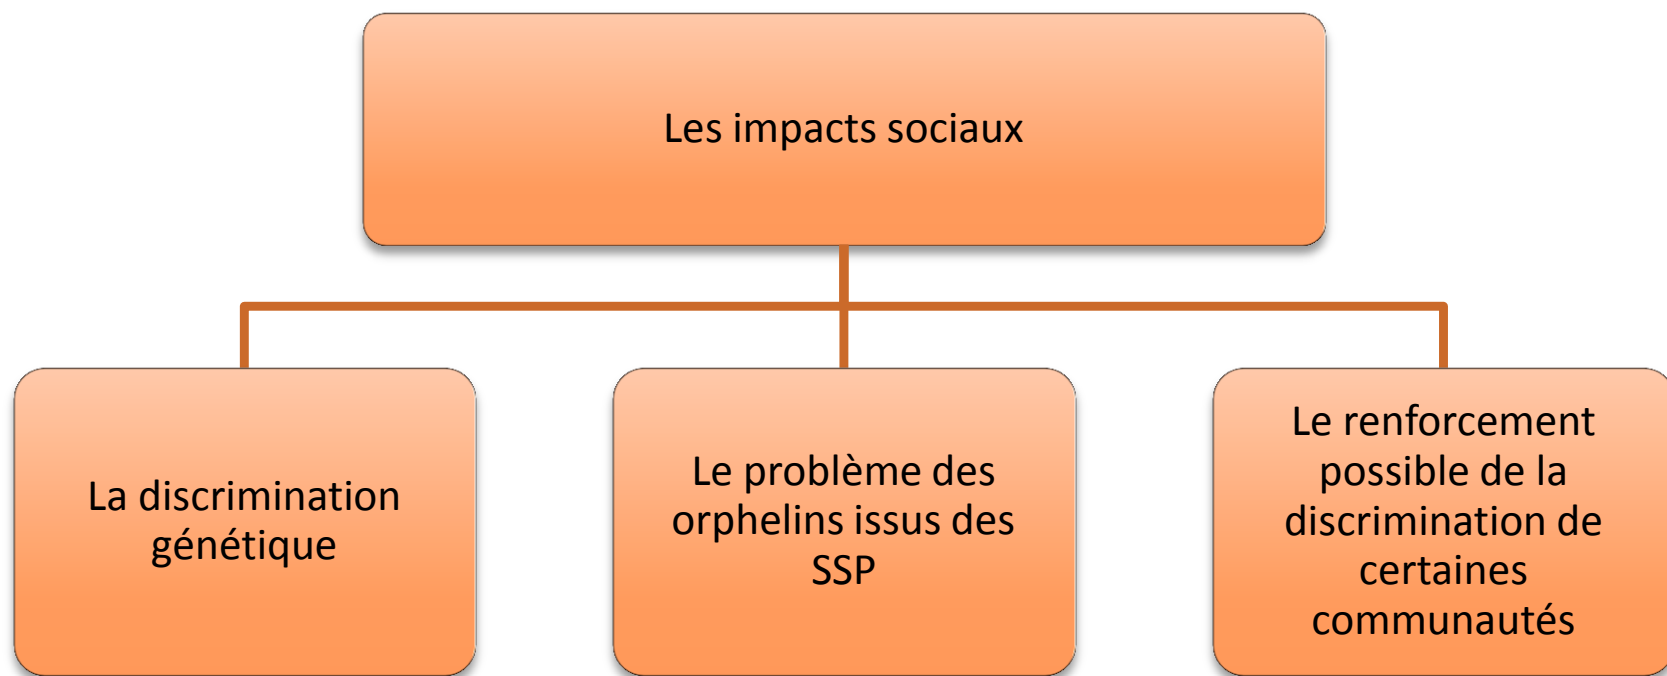 Les impacts sociaux
La discrimination
génétique
Le problème des
orphelins issus des
SSP
Le renforcement
possible de la
discrimination de
certaines
communautés